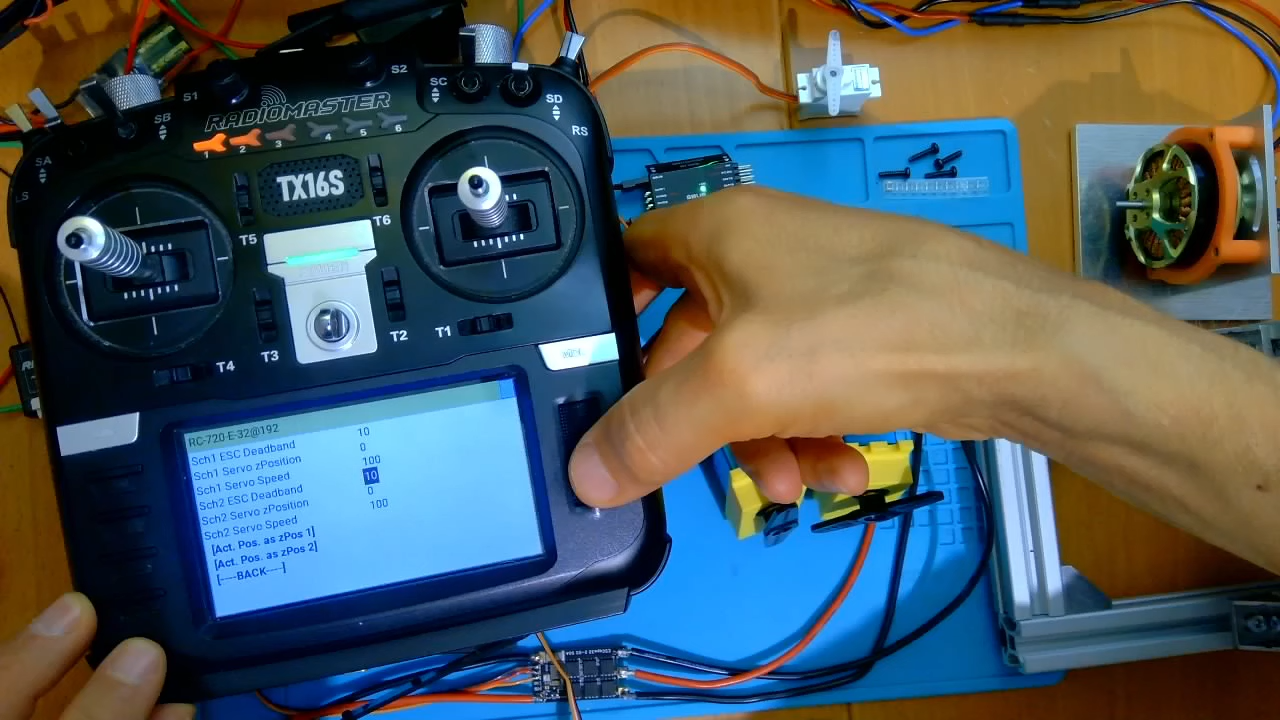 S1
S2
SC
SD
SB
SA
LS
RS
RADIOMASTER
1 2 3 4 5 6
TX16S
T5
T6
T3
T2
T1
T4
RC-720-E-32@192
Sch1 ESC Deadband 10
Sch1 Servo zPosition 0
Sch1 Servo Speed 100
Sch2 ESC Deadband 10
Sch2 Servo zPosition 0
Sch2 Servo Speed 100
[Act. Pos. as zPos 1]
[Act. Pos. as zPos 2]
[----BACK----]